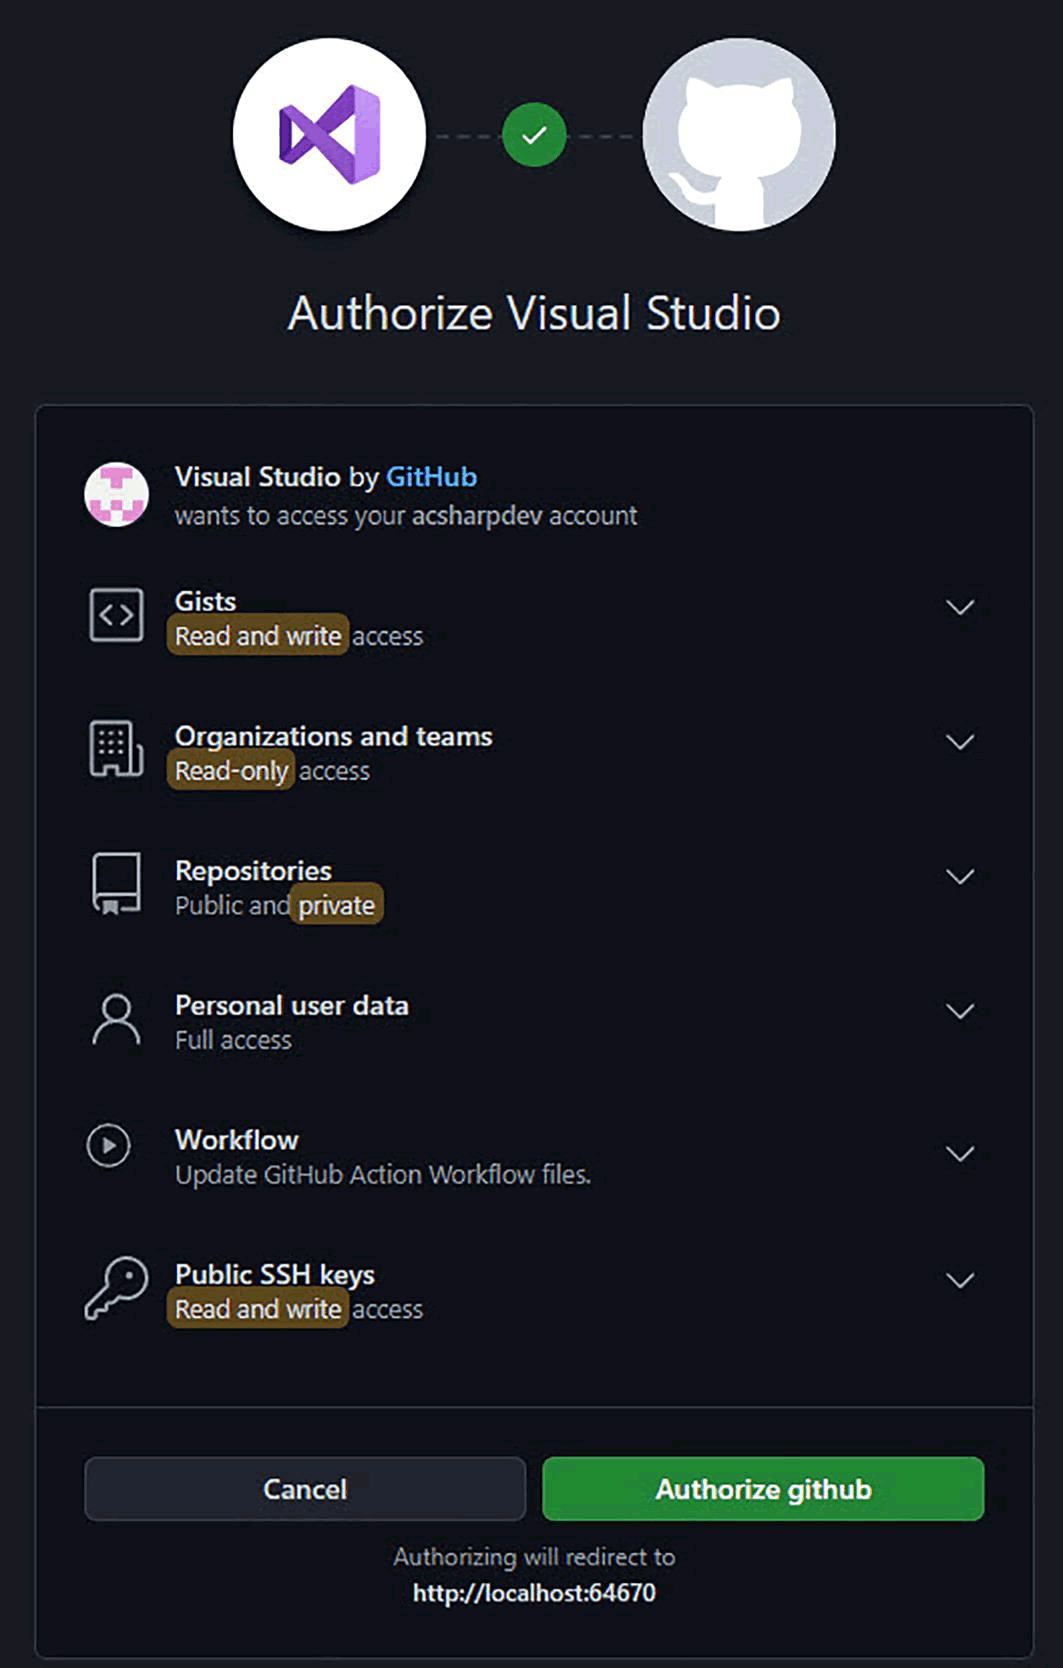 Authorize Visual Studio
Visual Studio by GitHub
wants to access your acsharpdev account
Gists
Read and write access
Organizations and teams
Read-only access
Repositories
Public and private
Personal user data
Full access
Workflow
Update GitHub Action Workflow files.
Public SSH keys
Read and write access
Cancel
Authorize github
Authorizing will redirect to
http://localhost:64670